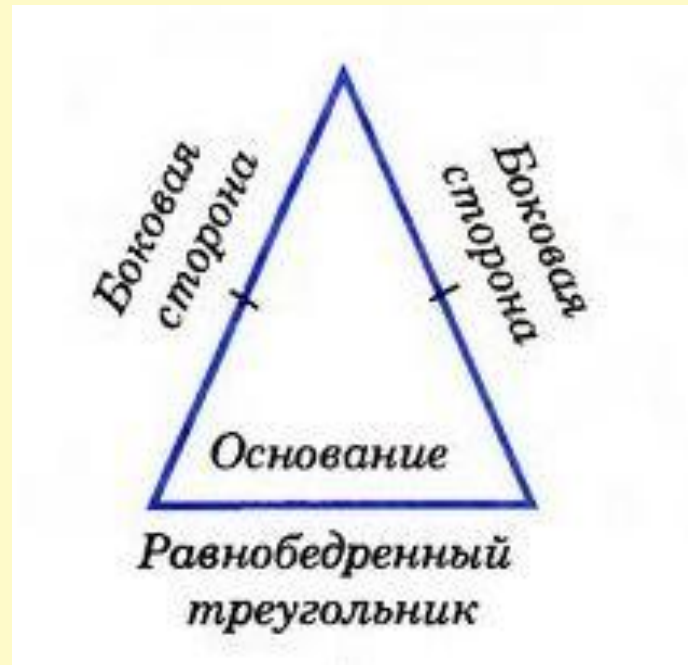 Боковая
сторона
Боковая
сторона
Основание
Равнобедренный
треугольник